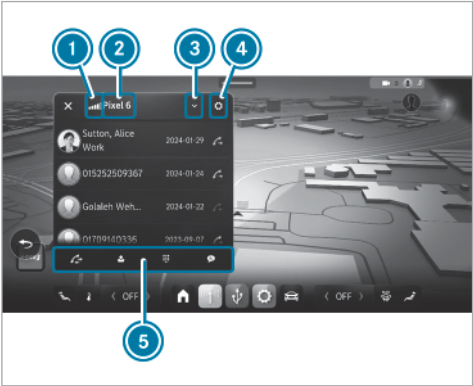 1 2 3 4
Pixel 6
Sutton, Alice
Work
2024-01-29
015252509367
2024-01-24
Golaleh Weh...
2024-01-22
01709140336
2023-09-07
OFF
OFF
5